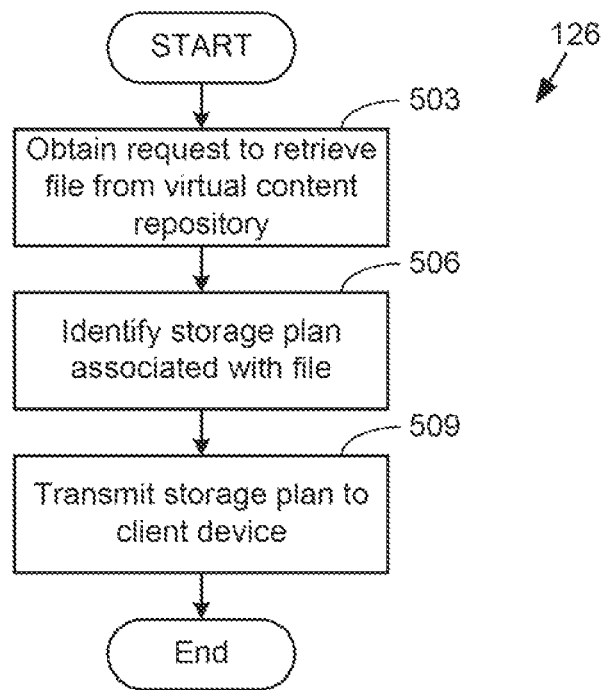 START
126
503
Obtain request to retrieve
file from virtual content
repository
506
Identify storage plan
associated with file
509
Transmit storage plan to
client device
End